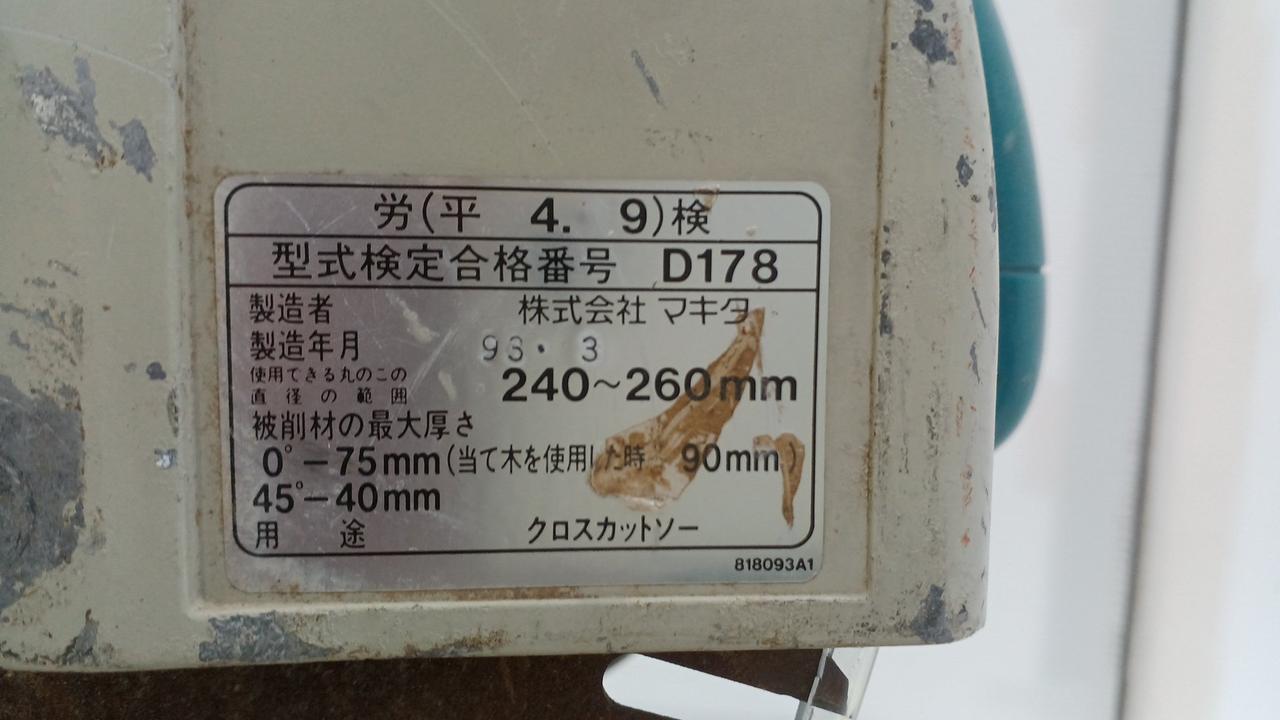 労(平 4. 9)検
型式検定合格番号 D178
製造者 株式会社 マキタ
製造年月 93・ 3
使用できる丸のこの
直径の範囲 240~260mm
被削材の最大厚さ
0°-75mm(当て木を使用した時 90mm)
45°-40mm
用途 クロスカットソー
818093A1